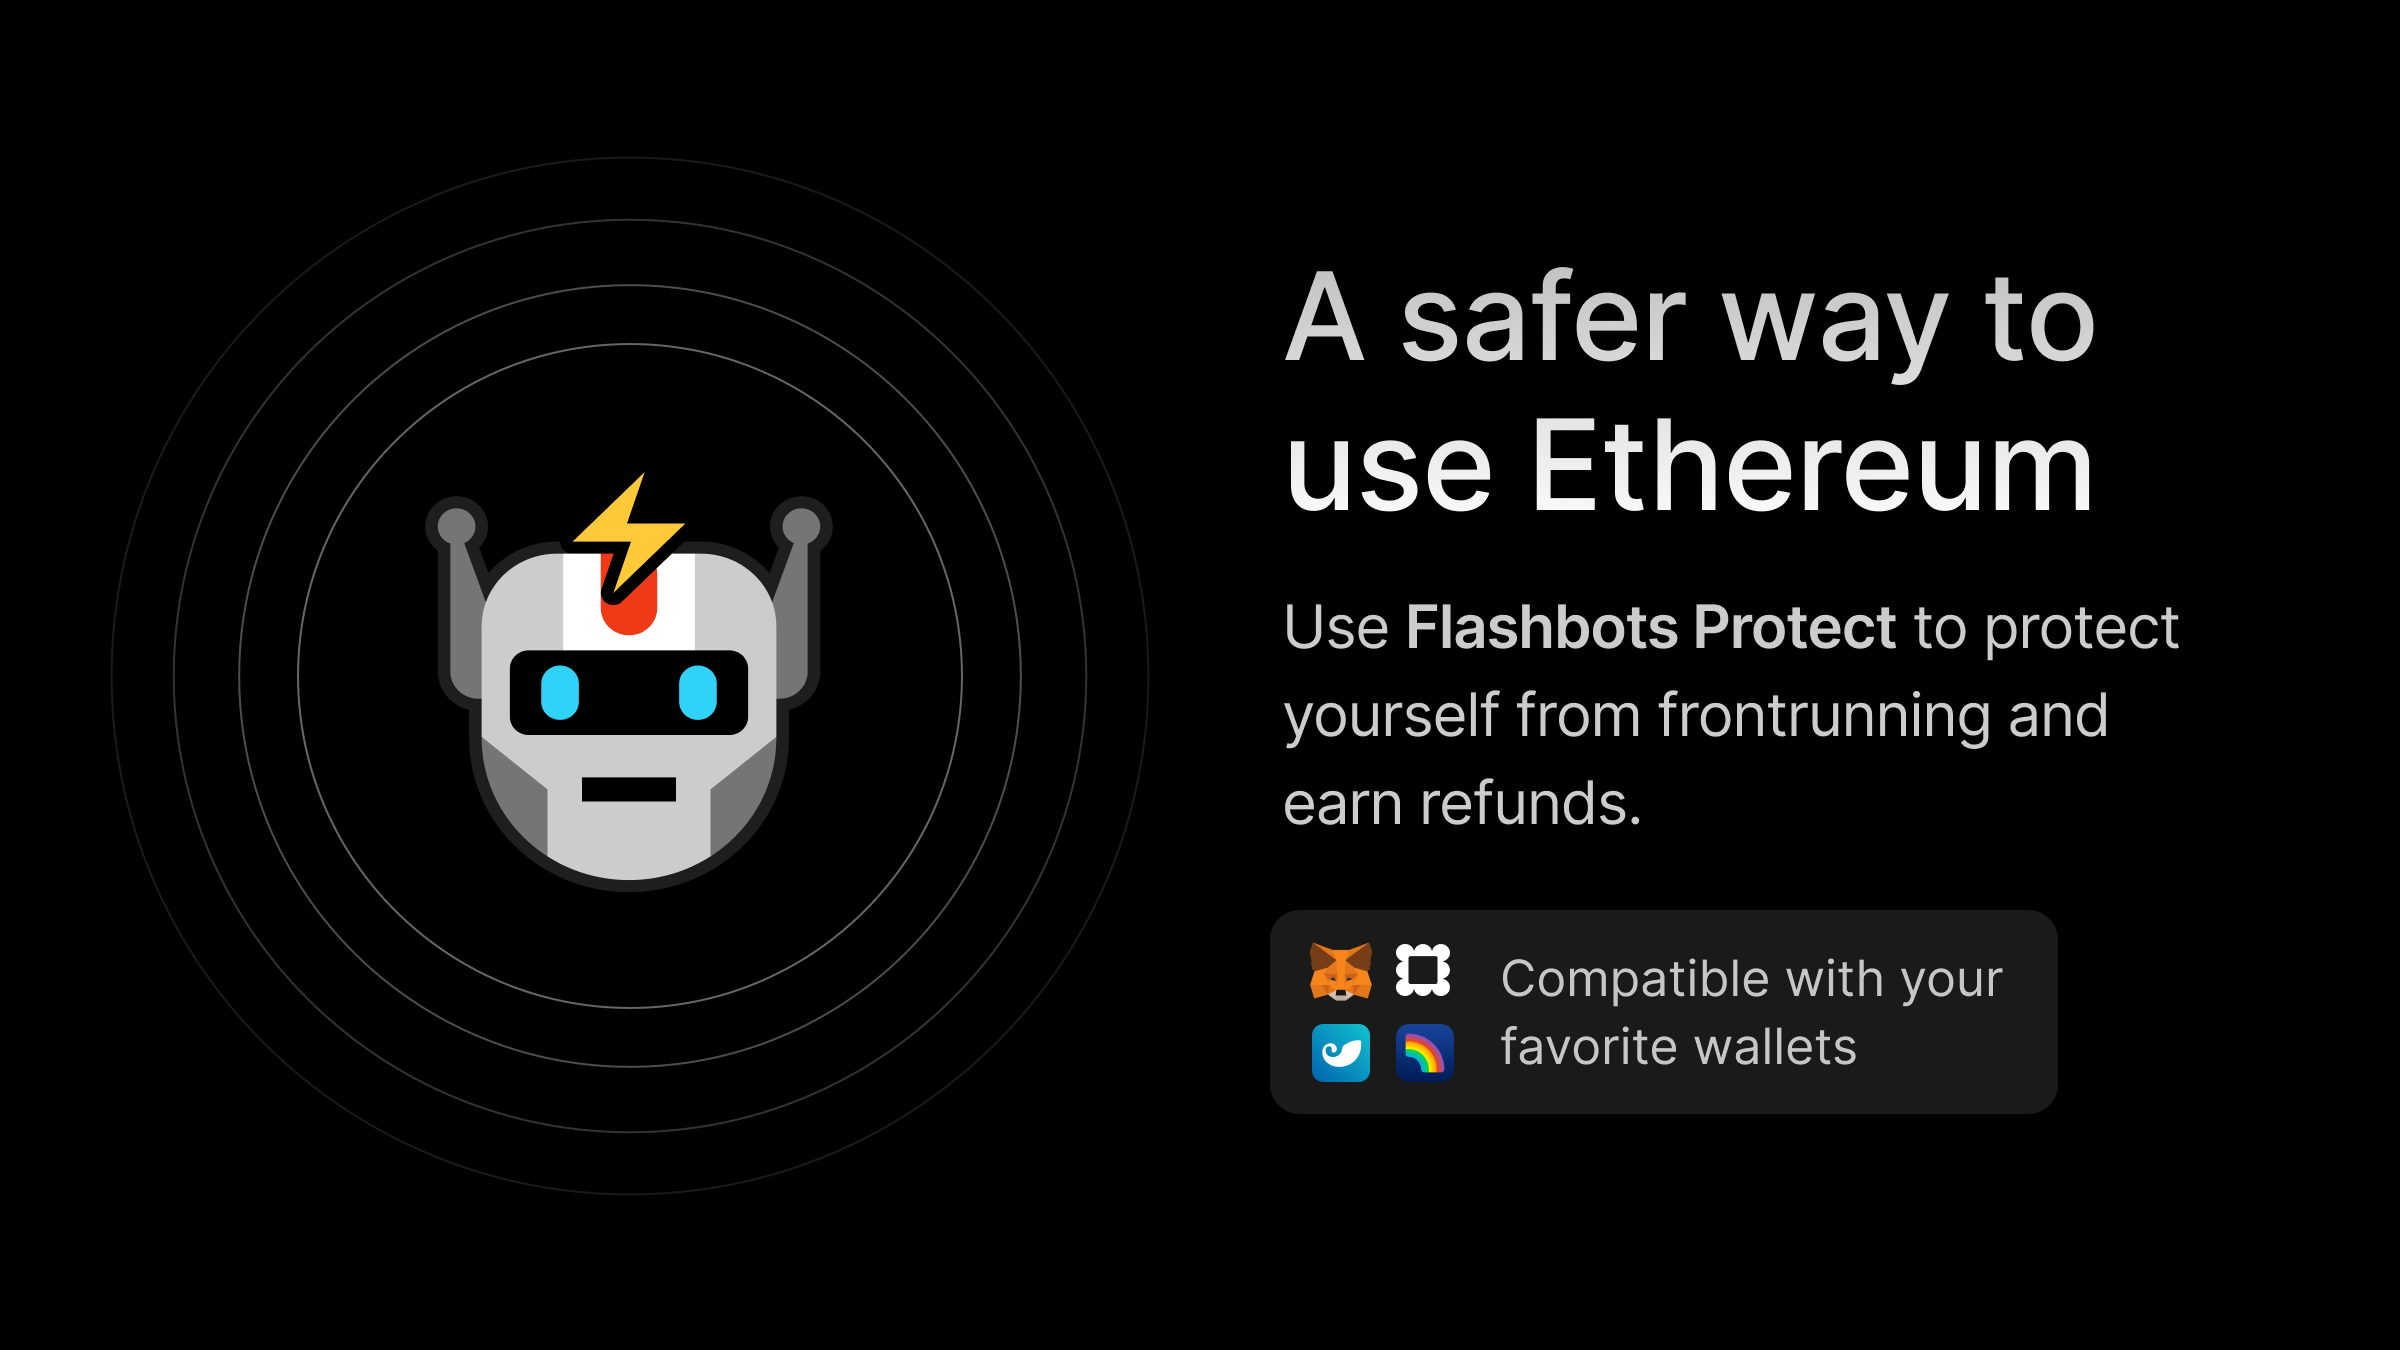 A safer way to
use Ethereum
Use Flashbots Protect to protect
yourself from frontrunning and
earn refunds.
Compatible with your
favorite wallets